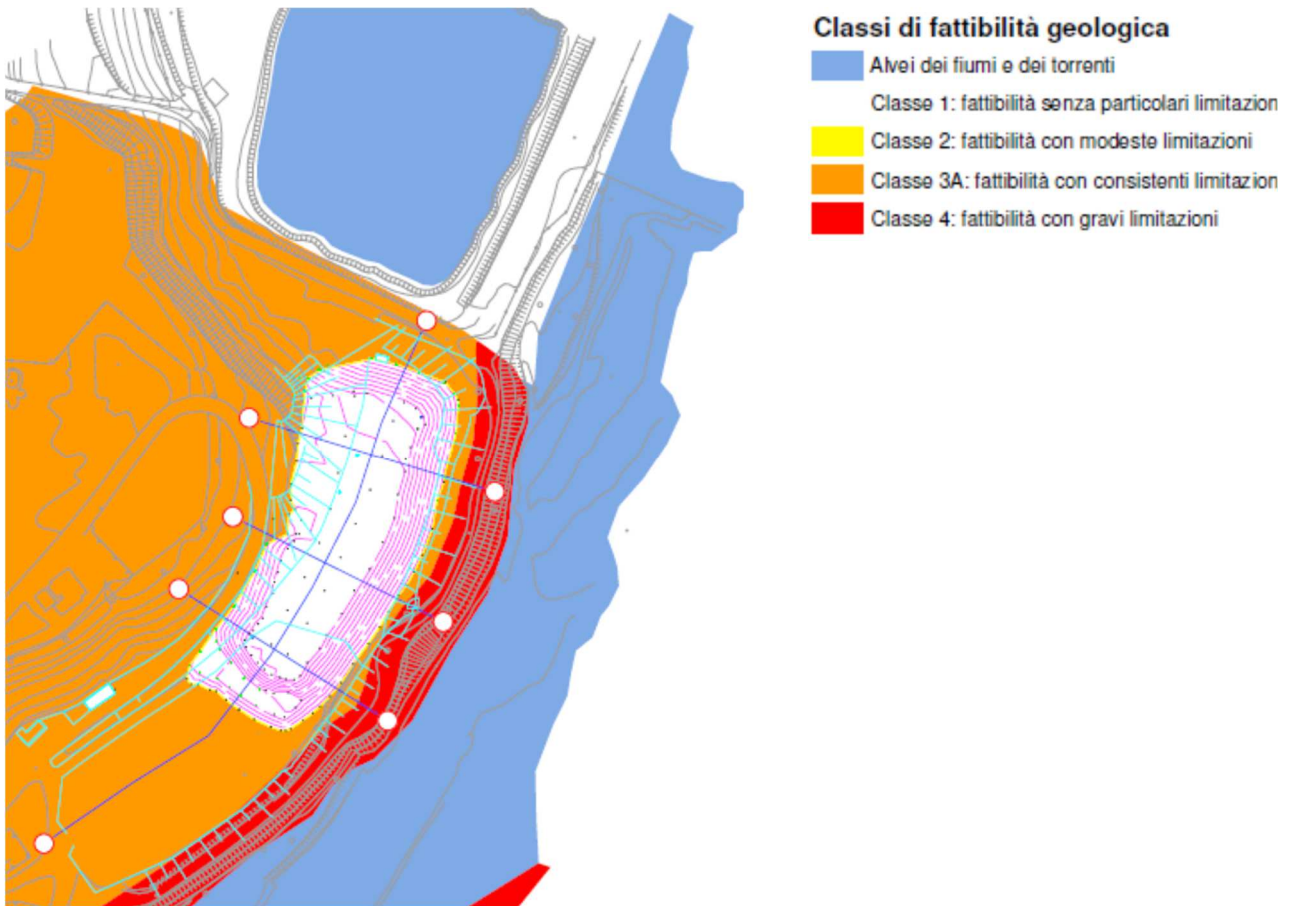 Classi di fattibilità geologica
Alvei dei fiumi e dei torrenti
Classe 1: fattibilità senza particolari limitazion
Classe 2: fattibilità con modeste limitazioni
Classe 3A: fattibilità con consistenti limitazion
Classe 4: fattibilità con gravi limitazioni